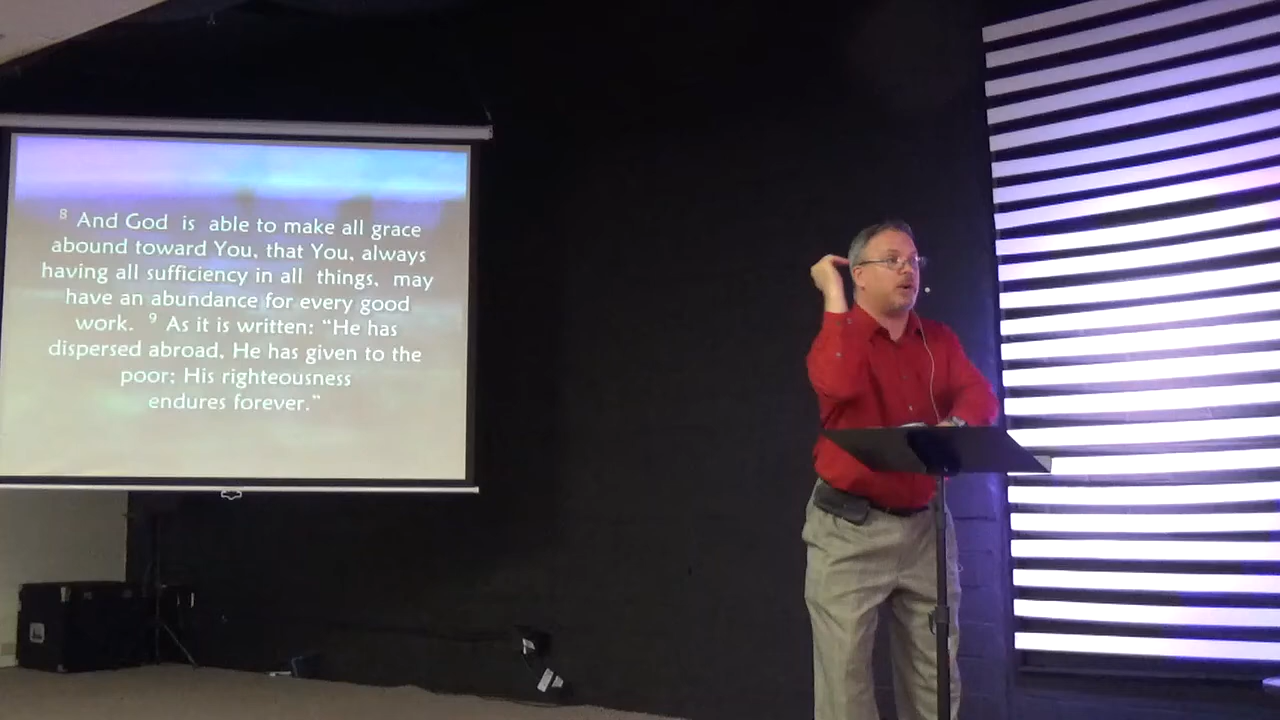 8 And God is able to make all grace
abound toward You, that You, always
having all sufficiency in all things, may
have an abundance for every good
work. 9 As it is written: “He has
dispersed abroad, He has given to the
poor; His righteousness
endures forever.”